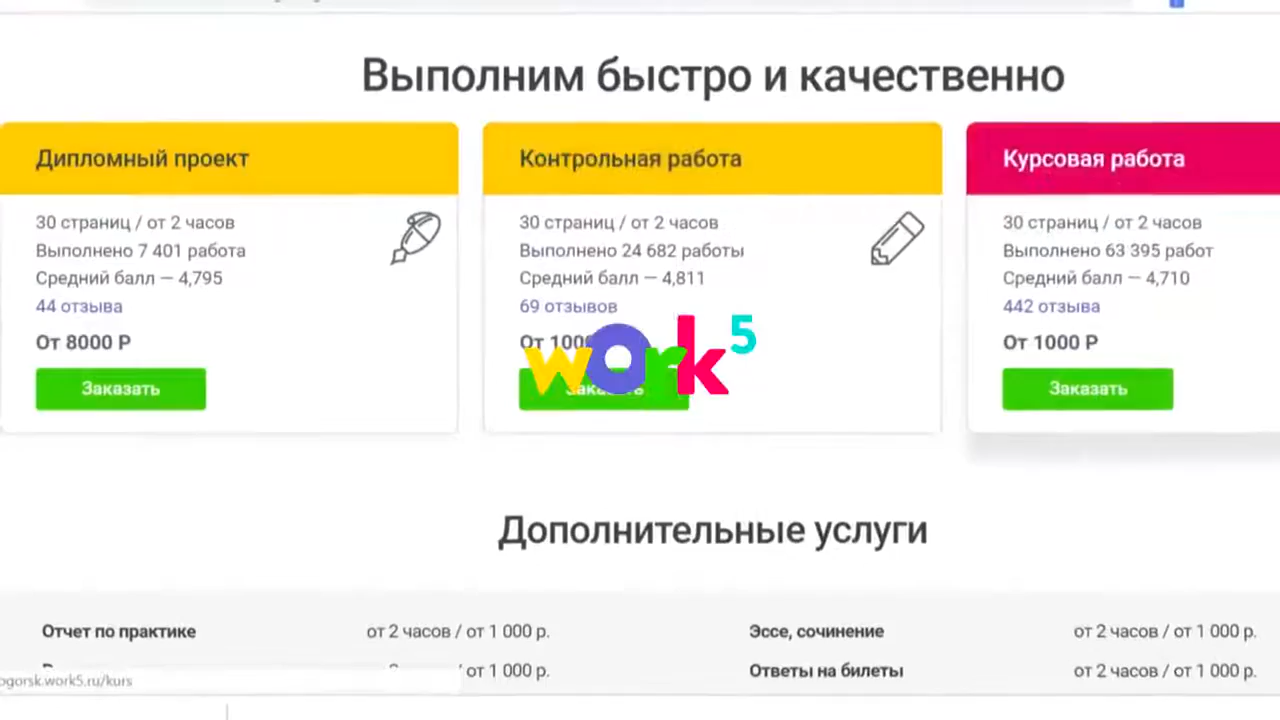 Выполним быстро и качественно
Дипломный проект
30 страниц / от 2 часов
Выполнено 7 401 работа
Средний балл — 4,795
44 отзыва
От 8000 Р
Заказать
Контрольная работа
30 страниц / от 2 часов
Выполнено 24 682 работы
Средний балл — 4,811
69 отзывов
От 100
work5
Курсовая работа
30 страниц / от 2 часов
Выполнено 63 395 работ
Средний балл — 4,710
442 отзыва
От 1000 Р
Заказать
Дополнительные услуги
Отчет по практике от 2 часов / от 1 000 р.
Эссе, сочинение от 2 часов / от 1 000 р.
/ от 1 000 р.
Ответы на билеты от 2 часов / от 1 000 р.
ogorsk.work5.ru/kurs